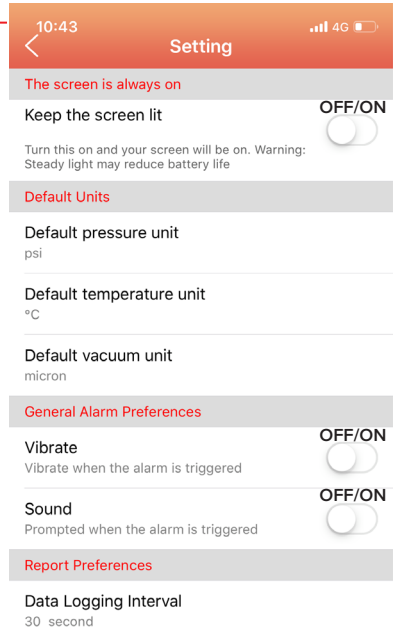 10:43
4G
Setting
The screen is always on
OFF/ON
Keep the screen lit
Turn this on and your screen will be on. Warning:
Steady light may reduce battery life
Default Units
Default pressure unit
psi
Default temperature unit
°C
Default vacuum unit
micron
General Alarm Preferences
OFF/ON
Vibrate
Vibrate when the alarm is triggered
OFF/ON
Sound
Prompted when the alarm is triggered
Report Preferences
Data Logging Interval
30 second